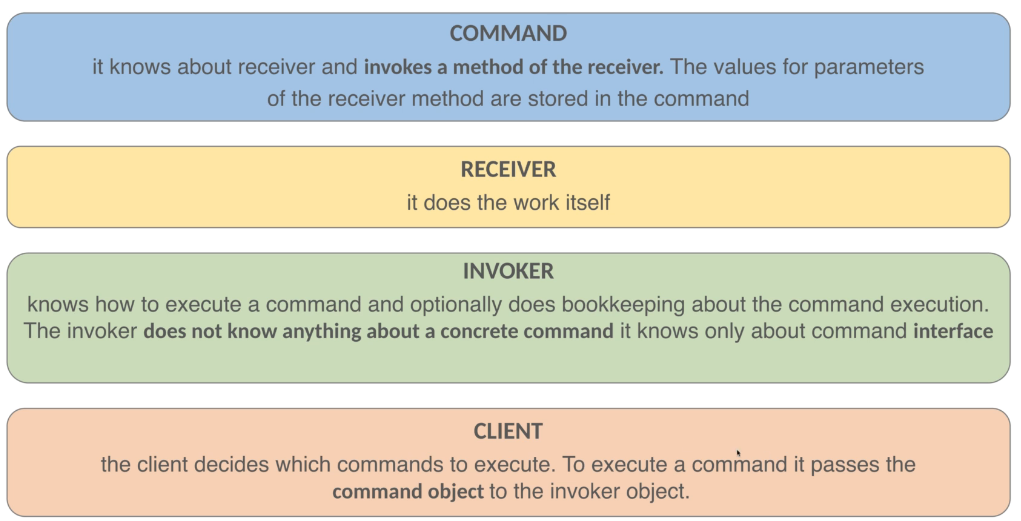 COMMAND
it knows about receiver and invokes a method of the receiver. The values for parameters
of the receiver method are stored in the command
RECEIVER
it does the work itself
INVOKER
knows how to execute a command and optionally does bookkeeping about the command execution.
The invoker does not know anything about a concrete command it knows only about command interface
CLIENT
the client decides which commands to execute. To execute a command it passes the
command object to the invoker object.